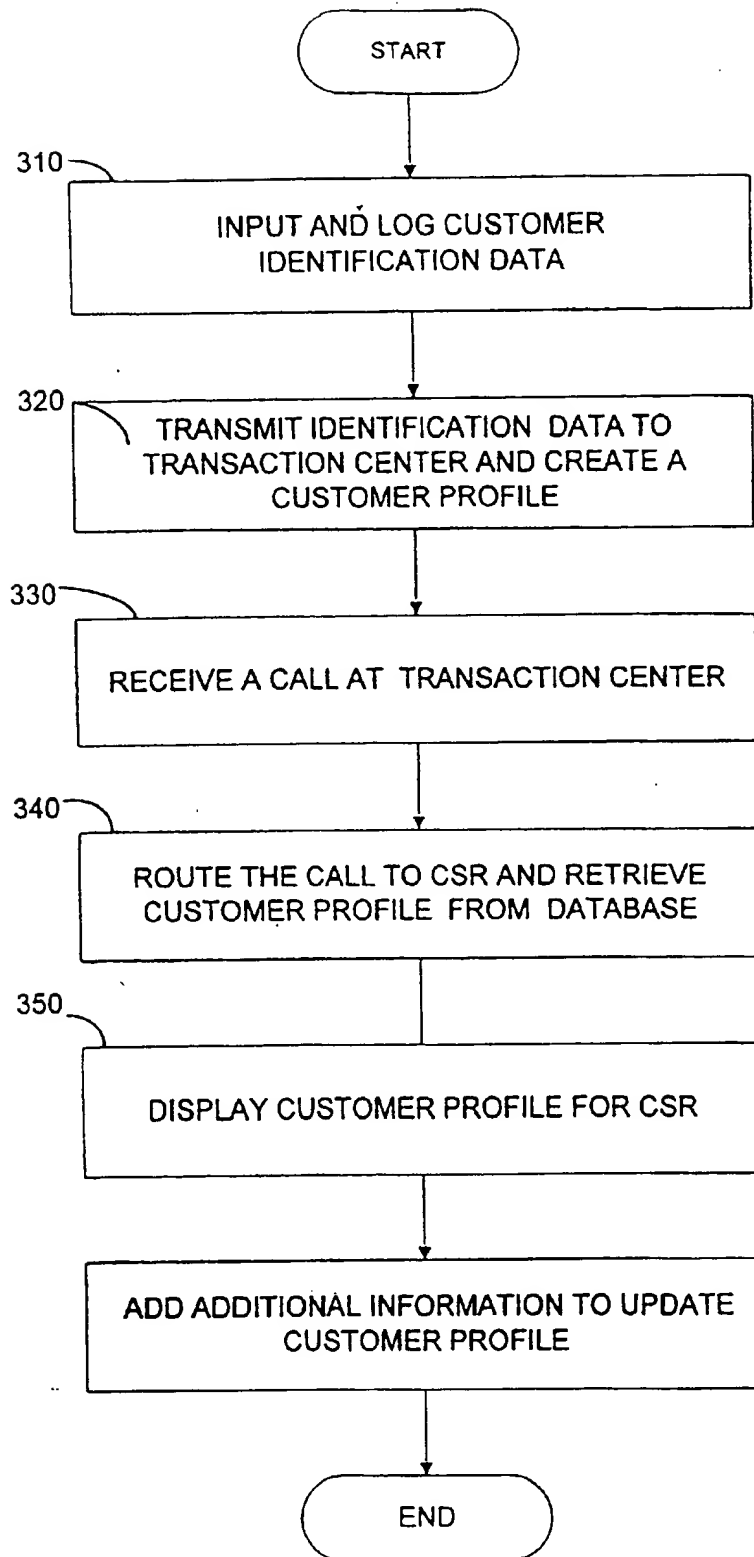 START
310
INPUT AND LOG CUSTOMER
IDENTIFICATION DATA
320
TRANSMIT IDENTIFICATION DATA TO
TRANSACTION CENTER AND CREATE A
CUSTOMER PROFILE
330
RECEIVE A CALL AT TRANSACTION CENTER
340
ROUTE THE CALL TO CSR AND RETRIEVE
CUSTOMER PROFILE FROM DATABASE
350
DISPLAY CUSTOMER PROFILE FOR CSR
ADD ADDITIONAL INFORMATION TO UPDATE
CUSTOMER PROFILE
END